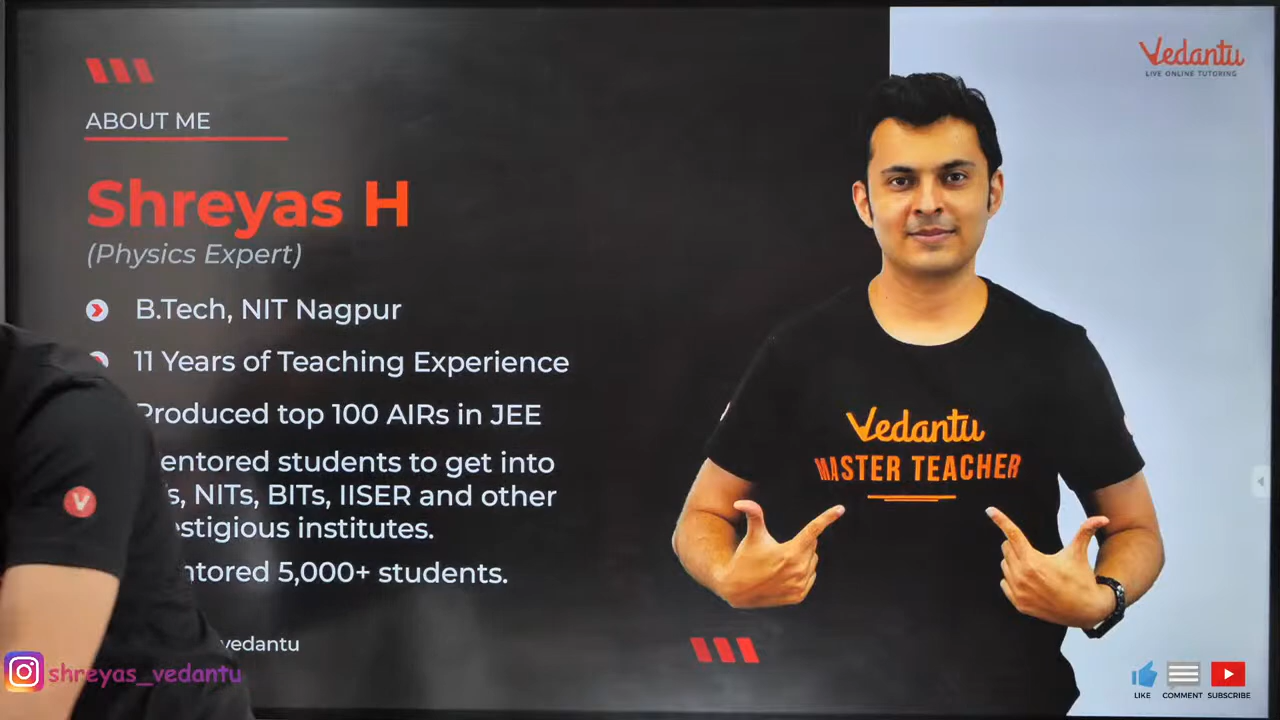 Vedantu
LIVE ONLINE TUTORING
ABOUT ME
Shreyas H
(Physics Expert)
B.Tech, NIT Nagpur
11 Years of Teaching Experience
Produced top 100 AIRs in JEE
entored students to get into
s, NITs, BITs, IISER and other
stigious institutes.
ntored 5,000+ students.
vedantu
shreyas_vedantu
Vedantu
MASTER TEACHER
V
LIKE
COMMENT
SUBSCRIBE